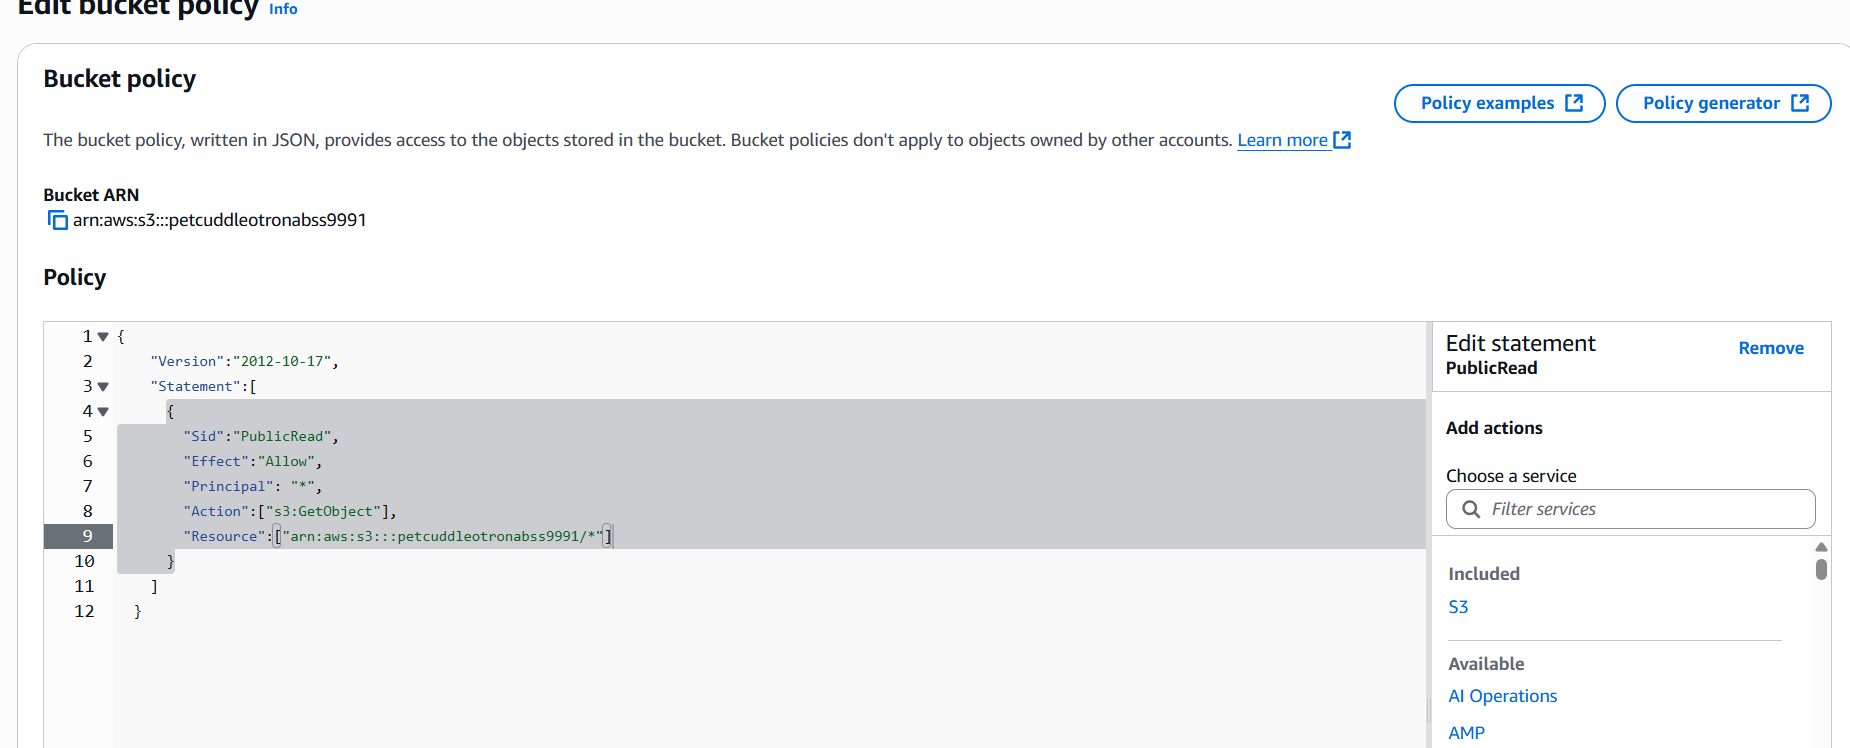 Edit bucket policy Info
Bucket policy
Policy examples
Policy generator
The bucket policy, written in JSON, provides access to the objects stored in the bucket. Bucket policies don't apply to objects owned by other accounts. Learn more
Bucket ARN
arn:aws:s3:::petcuddleotronabss9991
Policy
1 {
2 "Version":"2012-10-17",
3 "Statement":[
4 {
5 "Sid":"PublicRead",
6 "Effect":"Allow",
7 "Principal": "*",
8 "Action":["s3:GetObject"],
9 "Resource":["arn:aws:s3:::petcuddleotronabss9991/*"]
10 }
11 ]
12 }
Edit statement
Remove
PublicRead
Add actions
Choose a service
Filter services
Included
S3
Available
AI Operations
AMP